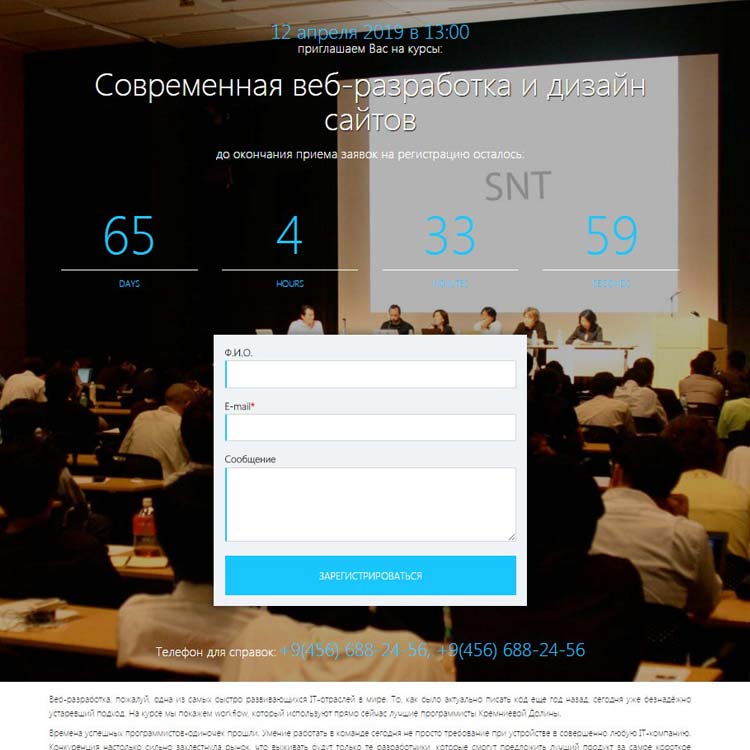 12 апреля 2019 в 13:00
приглашаем Вас на курсы:
Современная веб-разработка и дизайн
сайтов
до окончания приема заявок на регистрацию осталось:
SNT
65 4 33 59
DAYS HOURS MINUTES SECONDS
Ф.И.О.
E-mail*
Сообщение
ЗАРЕГИСТРИРОВАТЬСЯ
Телефон для справок: +9(456) 688-24-56, +9(456) 688-24-56
Веб-разработка, пожалуй, одна из самых быстро развивающихся IT-отраслей в мире. То, как было актуально писать код еще год назад, сегодня уже безнадёжно
устаревший подход. На курсе мы покажем workflow, который используют прямо сейчас лучшие программисты Кремниевой Долины.
Времена успешных программистов-одиночек прошли. Умение работать в команде сегодня не просто требование при устройстве в совершенно любую IT-компанию.
Конкуренция настолько сильно захлестнула рынок, что выживать будут только те разработчики, которые смогут предложить лучший продукт за самое короткое